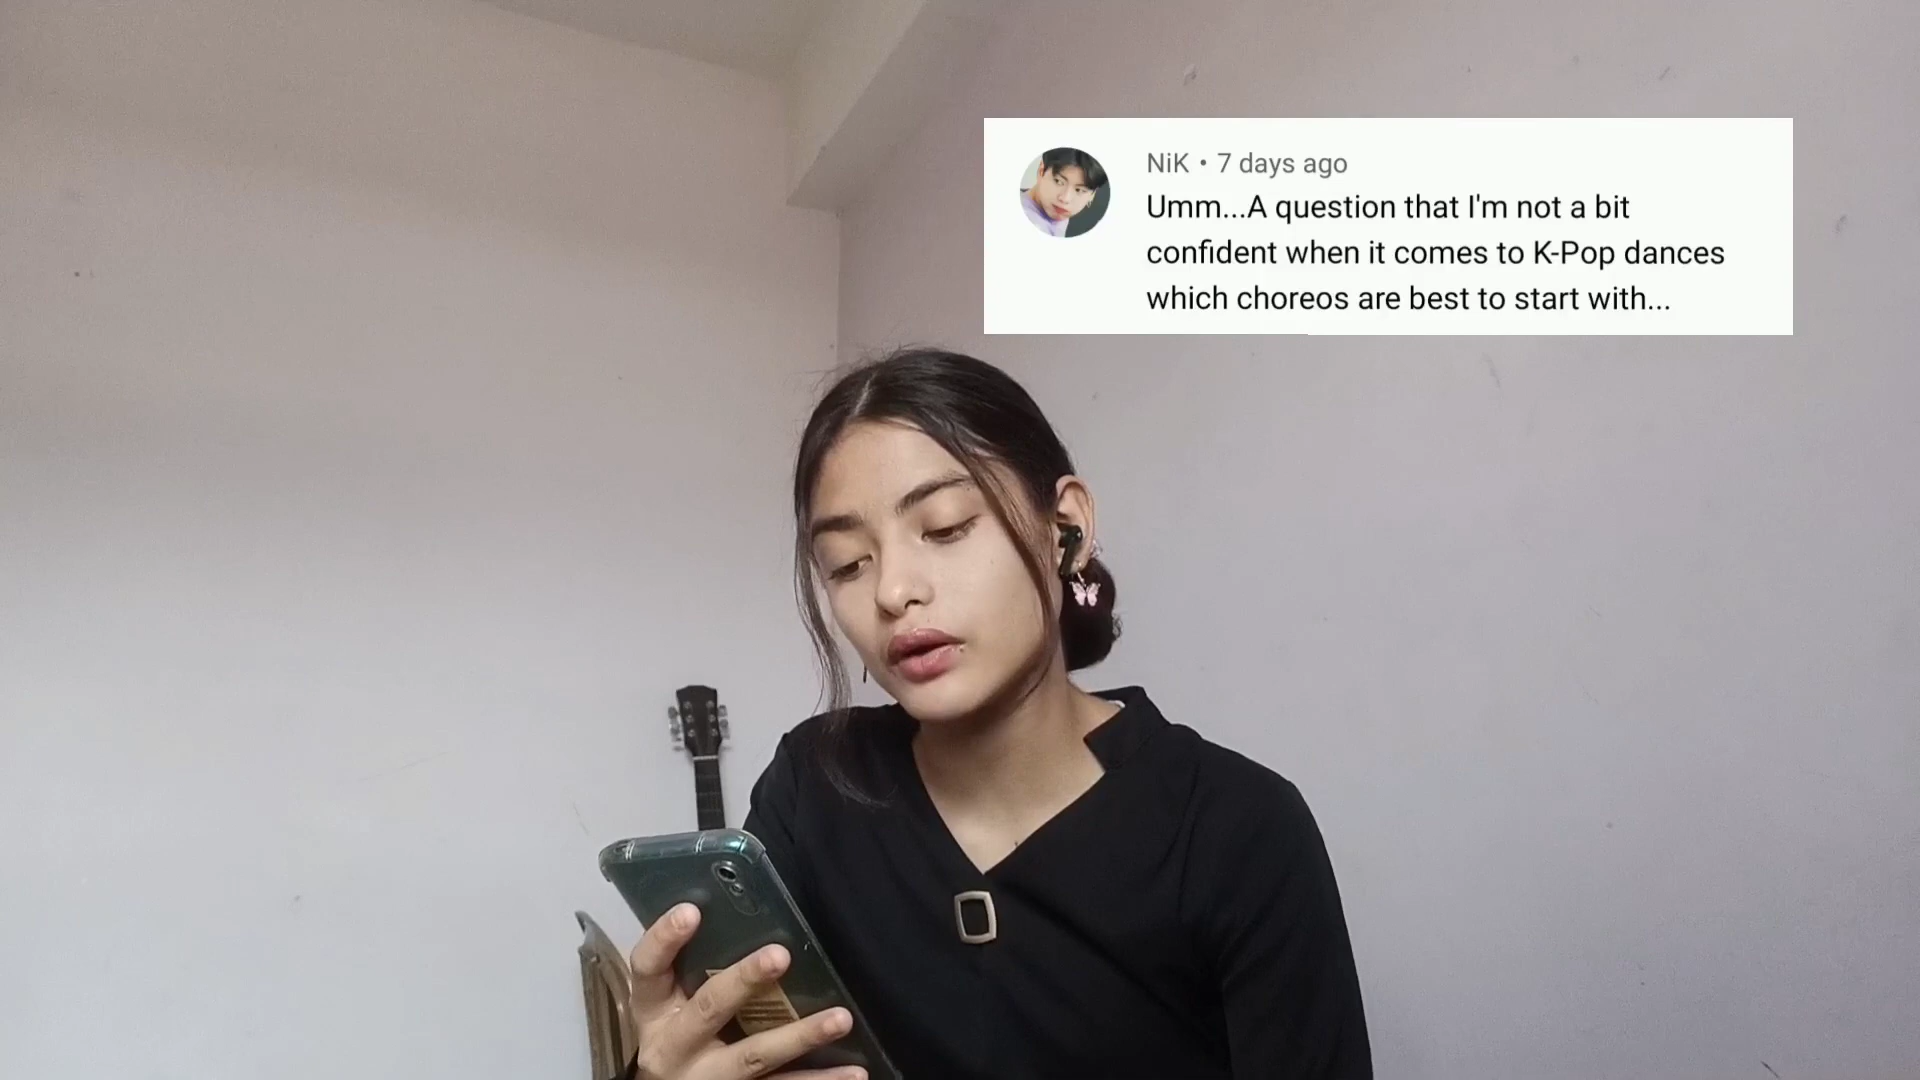 NiK • 7 days ago
Umm...A question that I'm not a bit
confident when it comes to K-Pop dances
which choreos are best to start with...